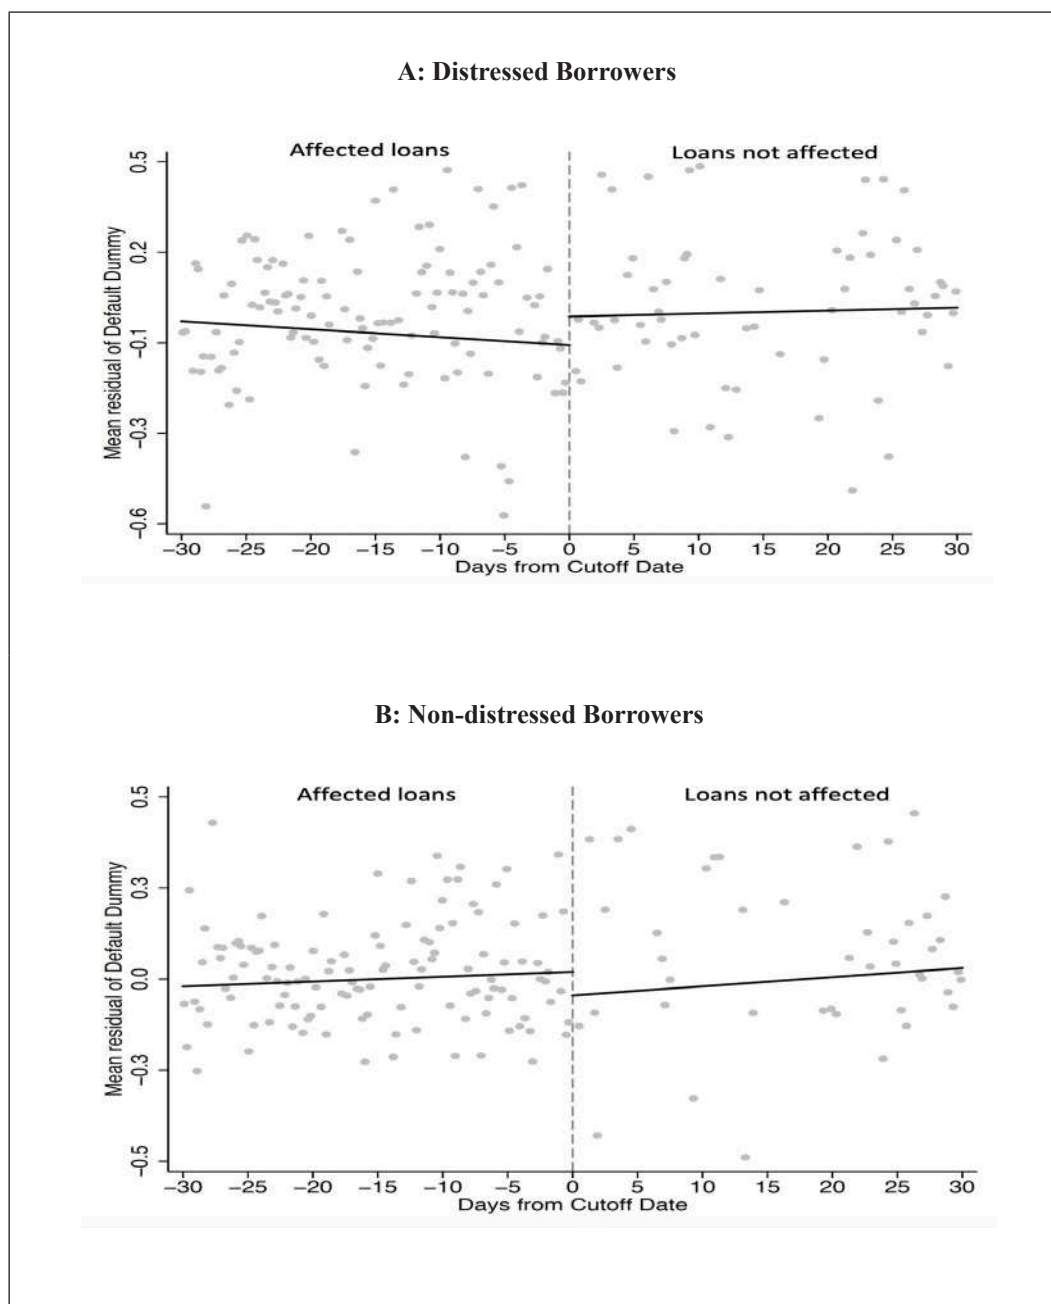 A: Distressed Borrowers
Affected loans
Loans not affected
Mean residual of Default Dummy
0.5
0.2
−0.1
−0.3
−0.6
−30 −25 −20 −15 −10 −5 0 5 10 15 20 25 30
Days from Cutoff Date
B: Non-distressed Borrowers
Affected loans
Loans not affected
Mean residual of Default Dummy
0.5
0.3
0.0
−0.3
−0.5
−30 −25 −20 −15 −10 −5 0 5 10 15 20 25 30
Days from Cutoff Date